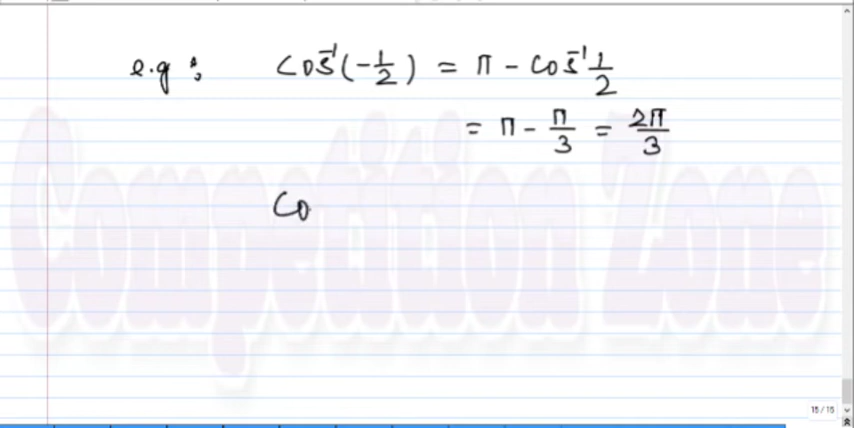 e.g : Cos⁻¹(-1/2) = π - Cos⁻¹ 1/2
= π - π/3 = 2π/3
Co
Competition Zone
15 / 15